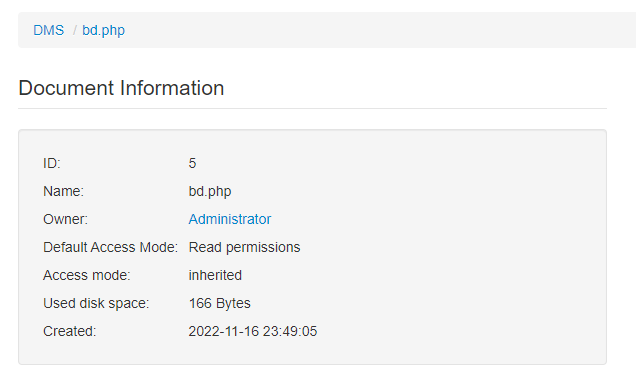 DMS / bd.php
Document Information
ID: 5
Name: bd.php
Owner: Administrator
Default Access Mode: Read permissions
Access mode: inherited
Used disk space: 166 Bytes
Created: 2022-11-16 23:49:05